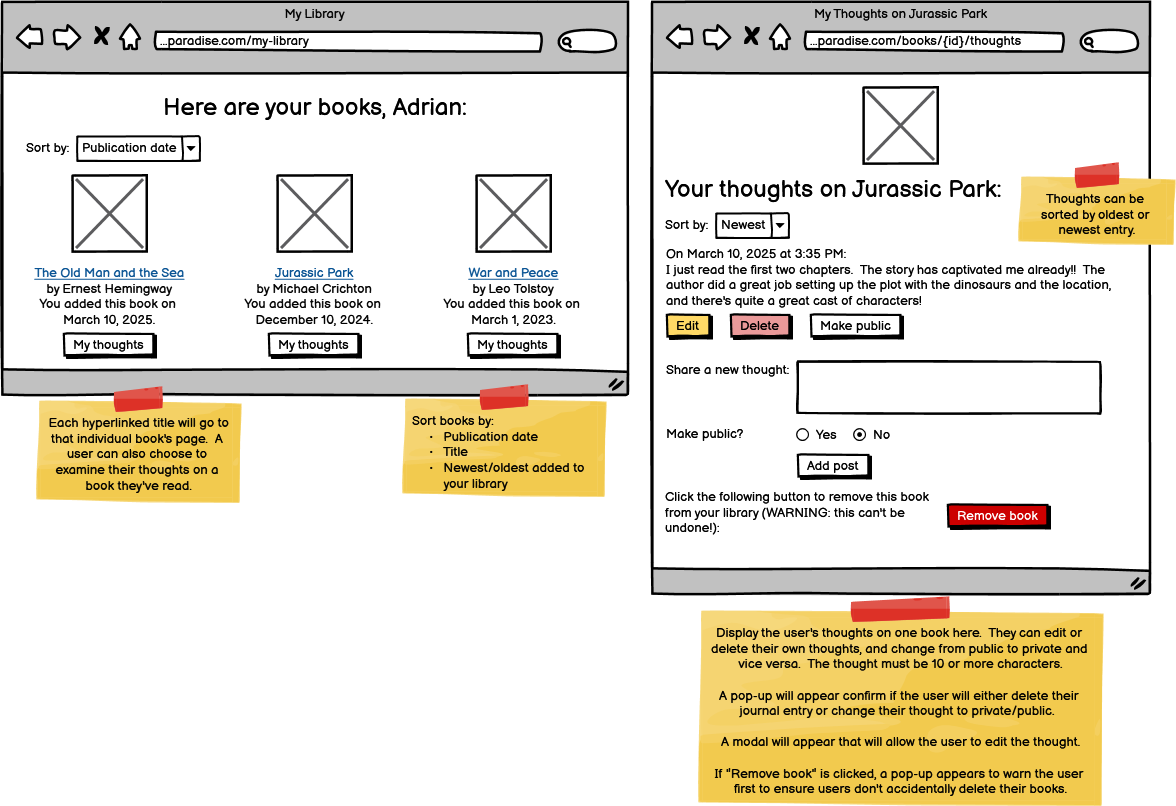 My Library
...paradise.com/my-library
Here are your books, Adrian:
Sort by:
Publication date
The Old Man and the Sea
by Ernest Hemingway
You added this book on
March 10, 2025.
My thoughts
Jurassic Park
by Michael Crichton
You added this book on
December 10, 2024.
My thoughts
War and Peace
by Leo Tolstoy
You added this book on
March 1, 2023.
My thoughts
Each hyperlinked title will go to
that individual book's page.  A
user can also choose to
examine their thoughts on a
book they've read.
Sort books by:
· Publication date
· Title
· Newest/oldest added to
your library
My Thoughts on Jurassic Park
...paradise.com/books/{id}/thoughts
Your thoughts on Jurassic Park:
Thoughts can be
sorted by oldest or
newest entry.
Sort by:
Newest
On March 10, 2025 at 3:35 PM:
I just read the first two chapters.  The story has captivated me already!!  The
author did a great job setting up the plot with the dinosaurs and the location,
and there's quite a great cast of characters!
Edit
Delete
Make public
Share a new thought:
Make public?
Yes
No
Add post
Click the following button to remove this book
from your library (WARNING: this can't be
undone!):
Remove book
Display the user's thoughts on one book here.  They can edit or
delete their own thoughts, and change from public to private and
vice versa.  The thought must be 10 or more characters.
A pop-up will appear confirm if the user will either delete their
journal entry or change their thought to private/public.
A modal will appear that will allow the user to edit the thought.
If "Remove book" is clicked, a pop-up appears to warn the user
first to ensure users don't accidentally delete their books.